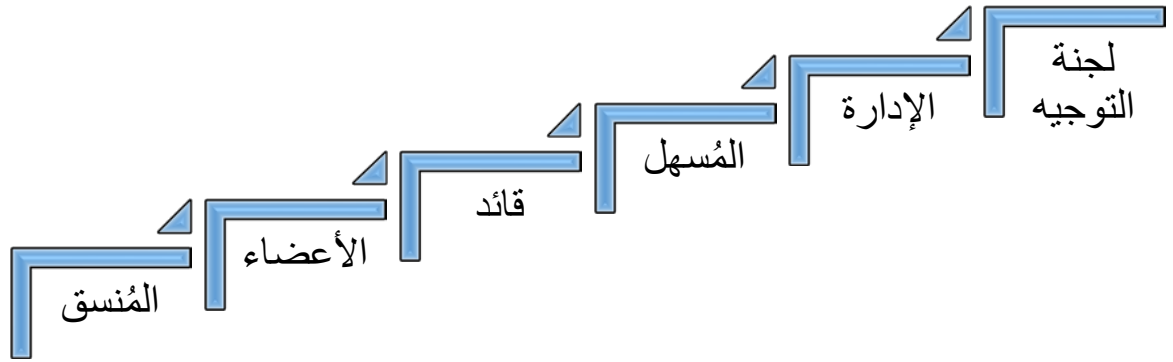 لجنة
التوجيه
الإدارة
المُسهل
قائد
الأعضاء
المُنسق